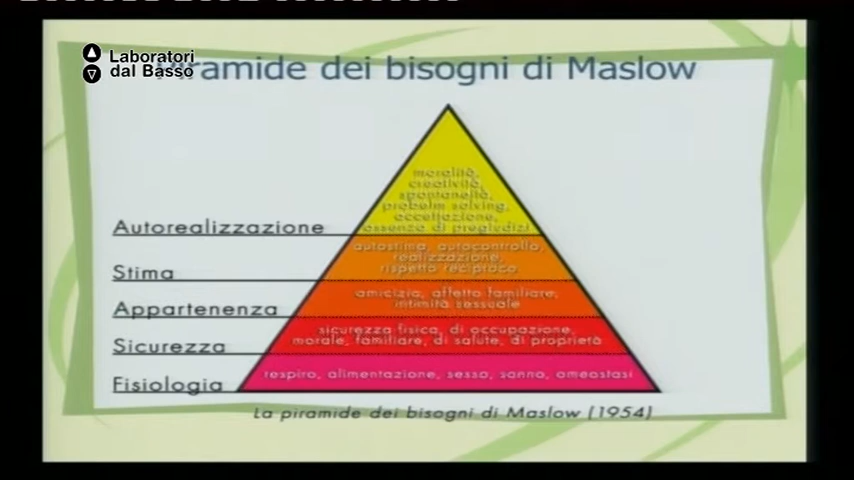 Laboratori
dal Basso
Piramide dei bisogni di Maslow
moralità,
creatività,
spontaneità,
problem solving,
accettazione,
assenza di pregiudizi
Autorealizzazione
autostima, autocontrollo,
realizzazione,
rispetto reciproco
Stima
amicizia, affetto familiare,
intimità sessuale
Appartenenza
sicurezza fisica, di occupazione,
morale, familiare, di salute, di proprietà
Sicurezza
respiro, alimentazione, sesso, sonno, omeostasi
Fisiologia
La piramide dei bisogni di Maslow (1954)